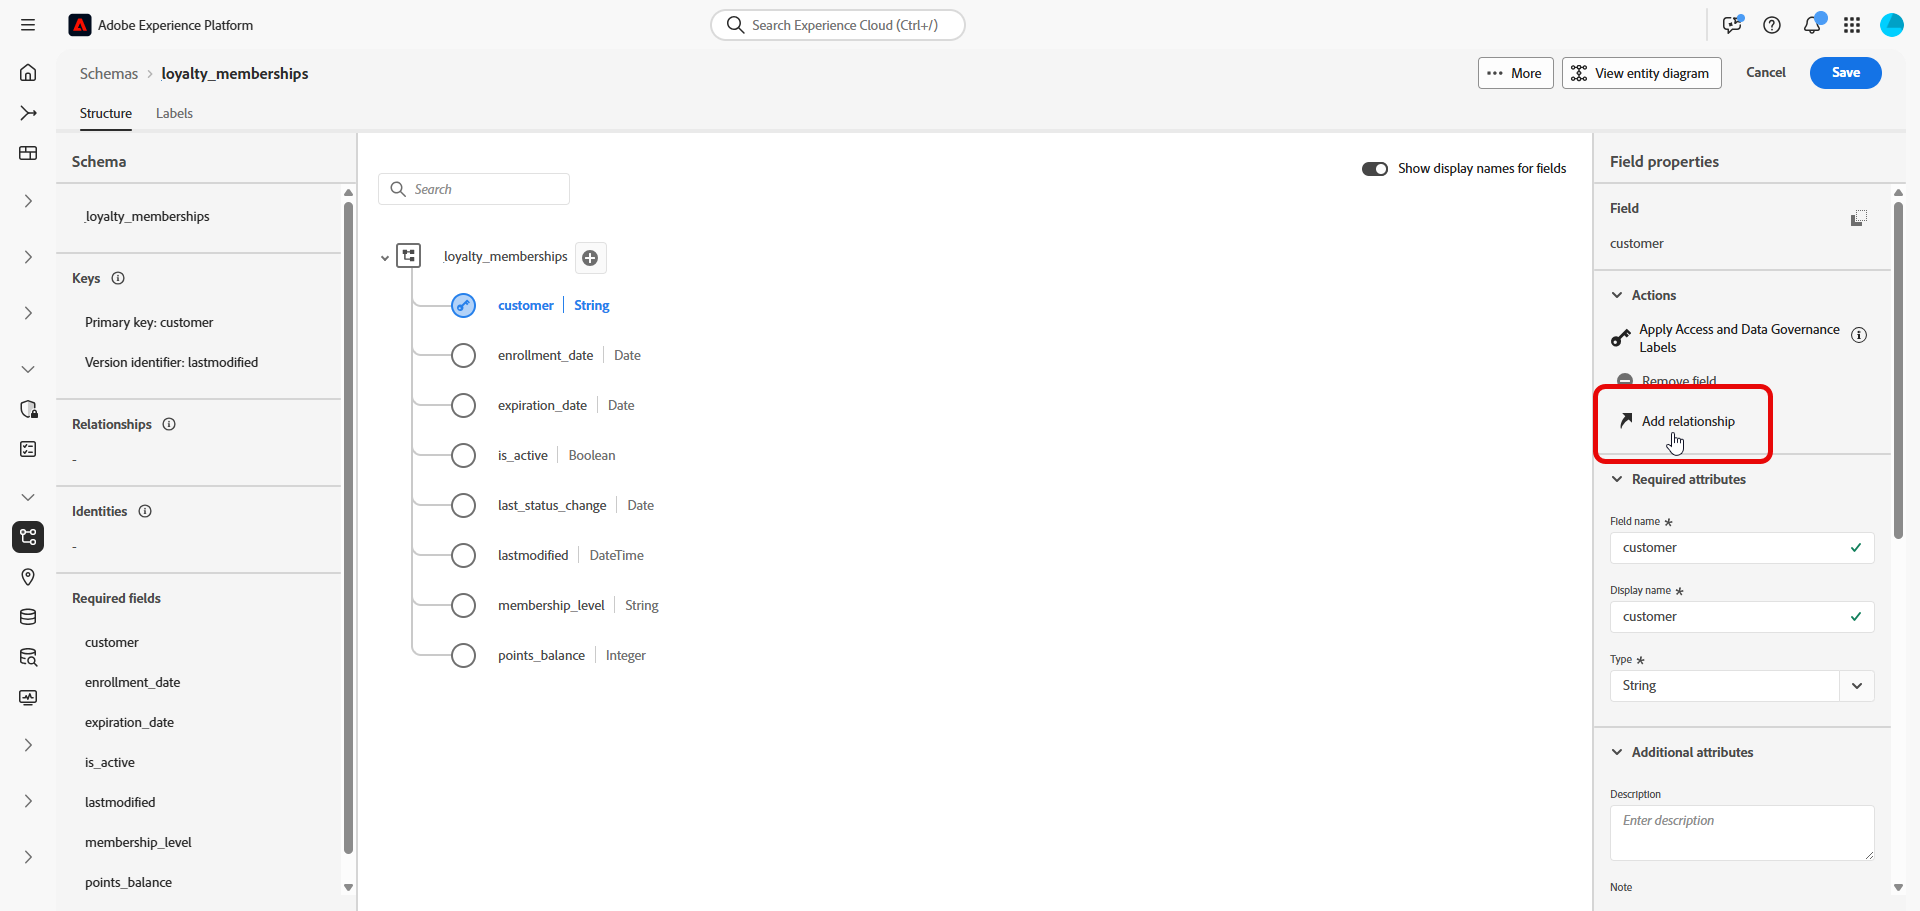 Adobe Experience Platform
Search Experience Cloud (Ctrl+/)
Schemas > loyalty_memberships
More
View entity diagram
Cancel
Save
Structure
Labels
Schema
loyalty_memberships
Keys
Primary key: customer
Version identifier: lastmodified
Relationships
-
Identities
-
Required fields
customer
enrollment_date
expiration_date
is_active
lastmodified
membership_level
points_balance
Search
Show display names for fields
loyalty_memberships
customer | String
enrollment_date | Date
expiration_date | Date
is_active | Boolean
last_status_change | Date
lastmodified | DateTime
membership_level | String
points_balance | Integer
Field properties
Field
customer
Actions
Apply Access and Data Governance
Labels
Remove field
Add relationship
Required attributes
Field name *
customer
Display name *
customer
Type *
String
Additional attributes
Description
Enter description
Note